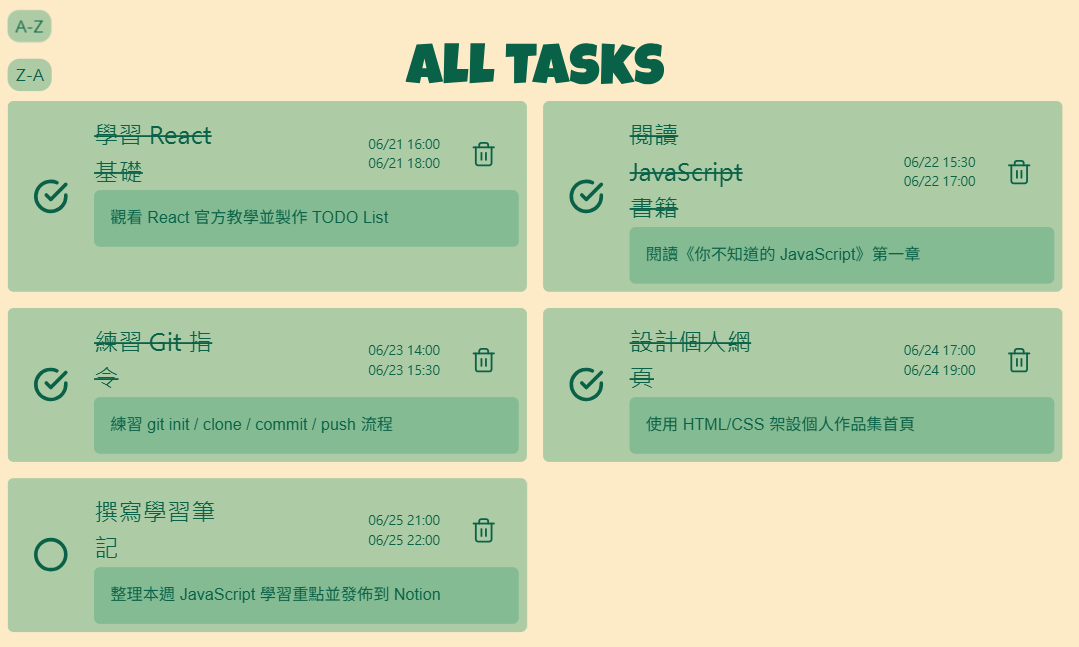 A-Z
Z-A
ALL TASKS
學習 React
基礎
06/21 16:00
06/21 18:00
觀看 React 官方教學並製作 TODO List
閱讀
JavaScript
書籍
06/22 15:30
06/22 17:00
閱讀《你不知道的 JavaScript》第一章
練習 Git 指
令
06/23 14:00
06/23 15:30
練習 git init / clone / commit / push 流程
設計個人網
頁
06/24 17:00
06/24 19:00
使用 HTML/CSS 架設個人作品集首頁
撰寫學習筆
記
06/25 21:00
06/25 22:00
整理本週 JavaScript 學習重點並發佈到 Notion